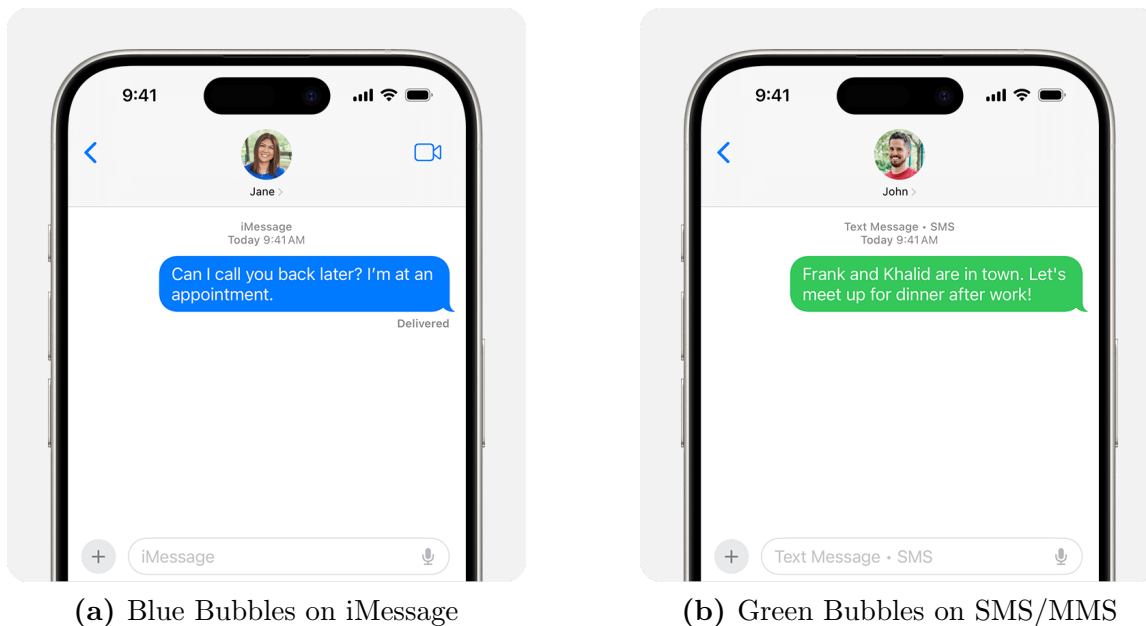 9:41
Jane
iMessage
Today 9:41 AM
Can I call you back later? I'm at an
appointment.
Delivered
iMessage
(a) Blue Bubbles on iMessage
9:41
John
Text Message • SMS
Today 9:41 AM
Frank and Khalid are in town. Let's
meet up for dinner after work!
Text Message • SMS
(b) Green Bubbles on SMS/MMS